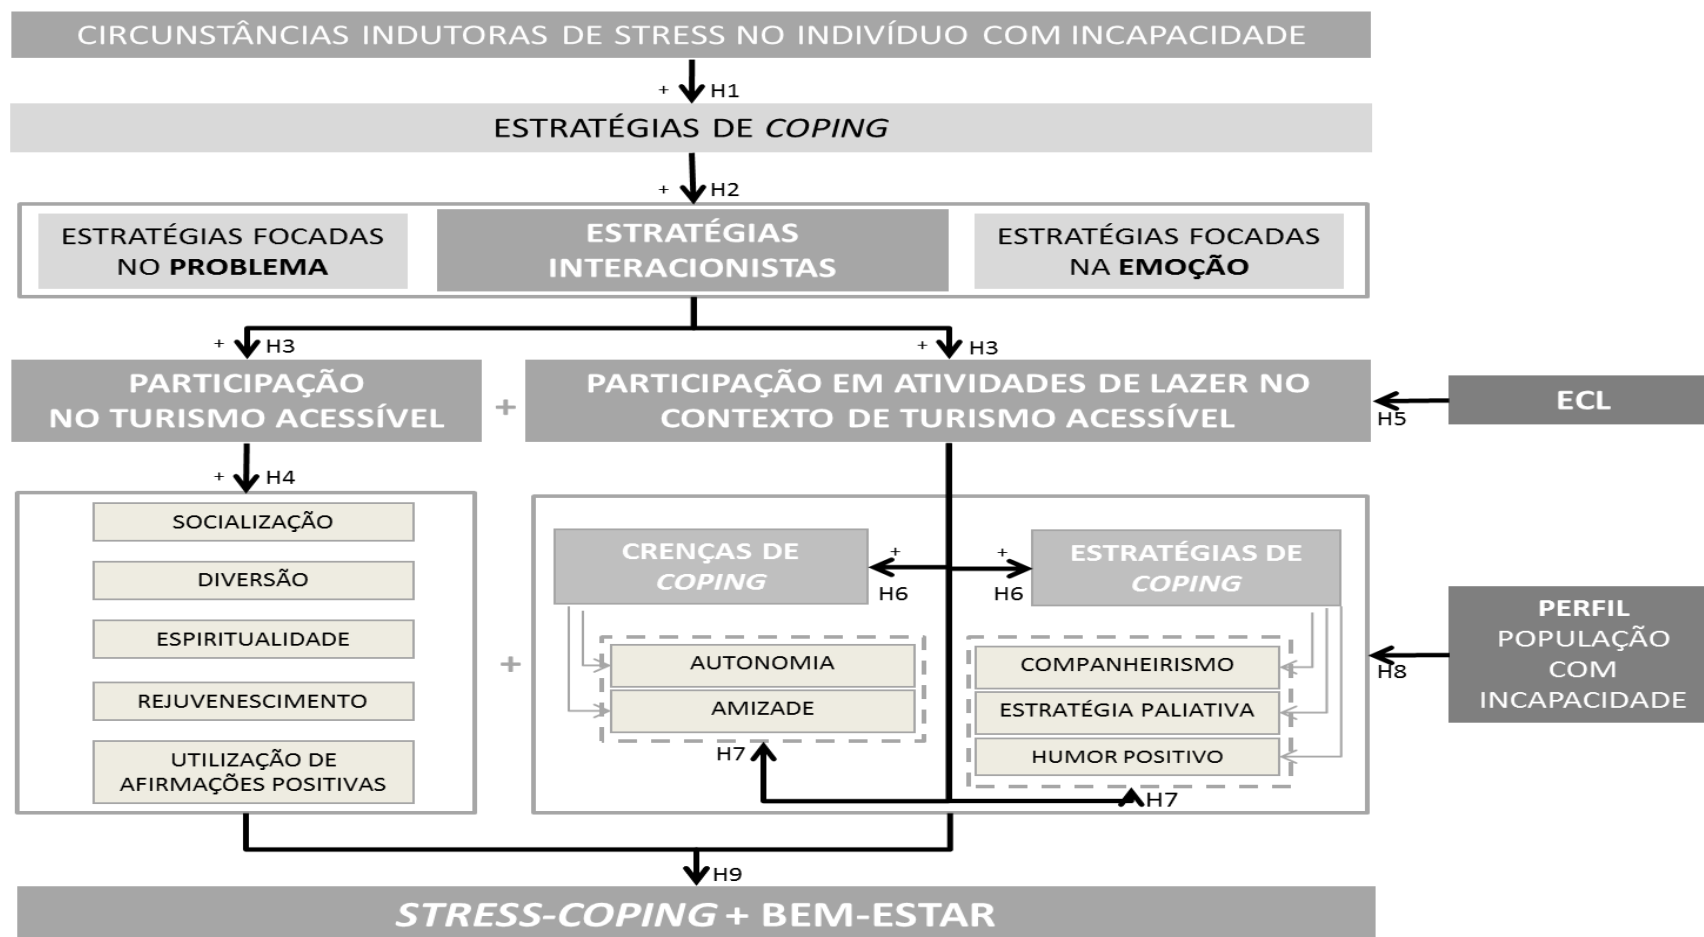 CIRCUNSTÂNCIAS INDUTORAS DE STRESS NO INDIVÍDUO COM INCAPACIDADE
+ H1
ESTRATÉGIAS DE COPING
+ H2
ESTRATÉGIAS FOCADAS
NO PROBLEMA
ESTRATÉGIAS
INTERACIONISTAS
ESTRATÉGIAS FOCADAS
NA EMOÇÃO
+ H3
+ H3
PARTICIPAÇÃO
NO TURISMO ACESSÍVEL
+
PARTICIPAÇÃO EM ATIVIDADES DE LAZER NO
CONTEXTO DE TURISMO ACESSÍVEL
H5
ECL
+ H4
SOCIALIZAÇÃO
DIVERSÃO
ESPIRITUALIDADE
REJUVENESCIMENTO
UTILIZAÇÃO DE
AFIRMAÇÕES POSITIVAS
+
CRENÇAS DE
COPING
+
H6
+
H6
ESTRATÉGIAS DE
COPING
AUTONOMIA
AMIZADE
H7
COMPANHEIRISMO
ESTRATÉGIA PALIATIVA
HUMOR POSITIVO
H7
H8
PERFIL
POPULAÇÃO
COM
INCAPACIDADE
H9
STRESS-COPING + BEM-ESTAR